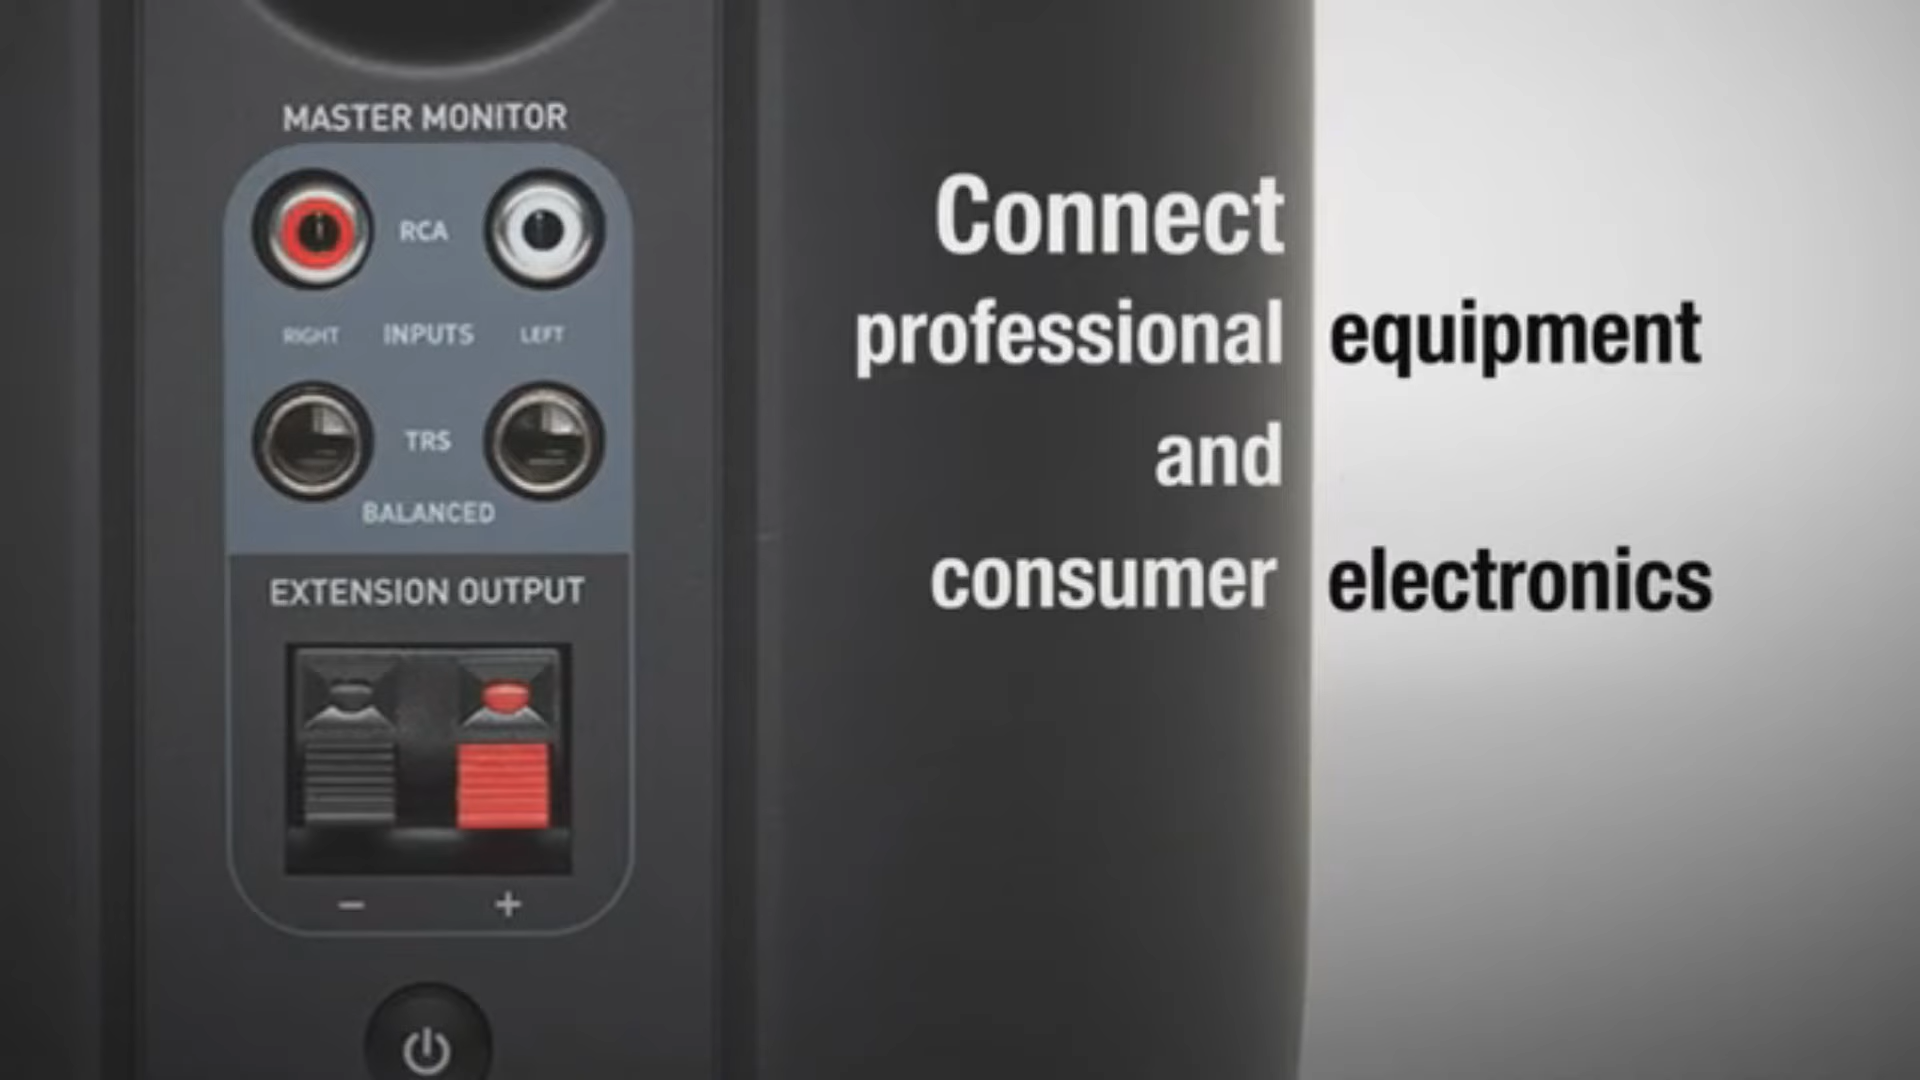 MASTER MONITOR
RCA
RIGHT INPUTS LEFT
TRS
BALANCED
EXTENSION OUTPUT
− +
Connect
professional equipment
and
consumer electronics